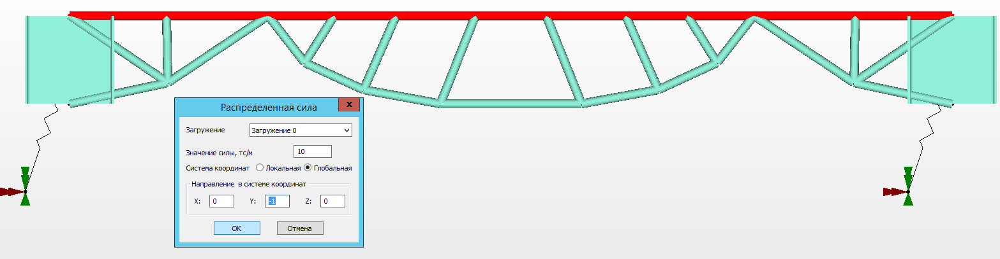 Распределенная сила
x
Загружение Загружение 0
Значение силы, тс/м 10
Система координат Локальная Глобальная
Направление в системе координат
X: 0 Y: -1 Z: 0
OK Отмена